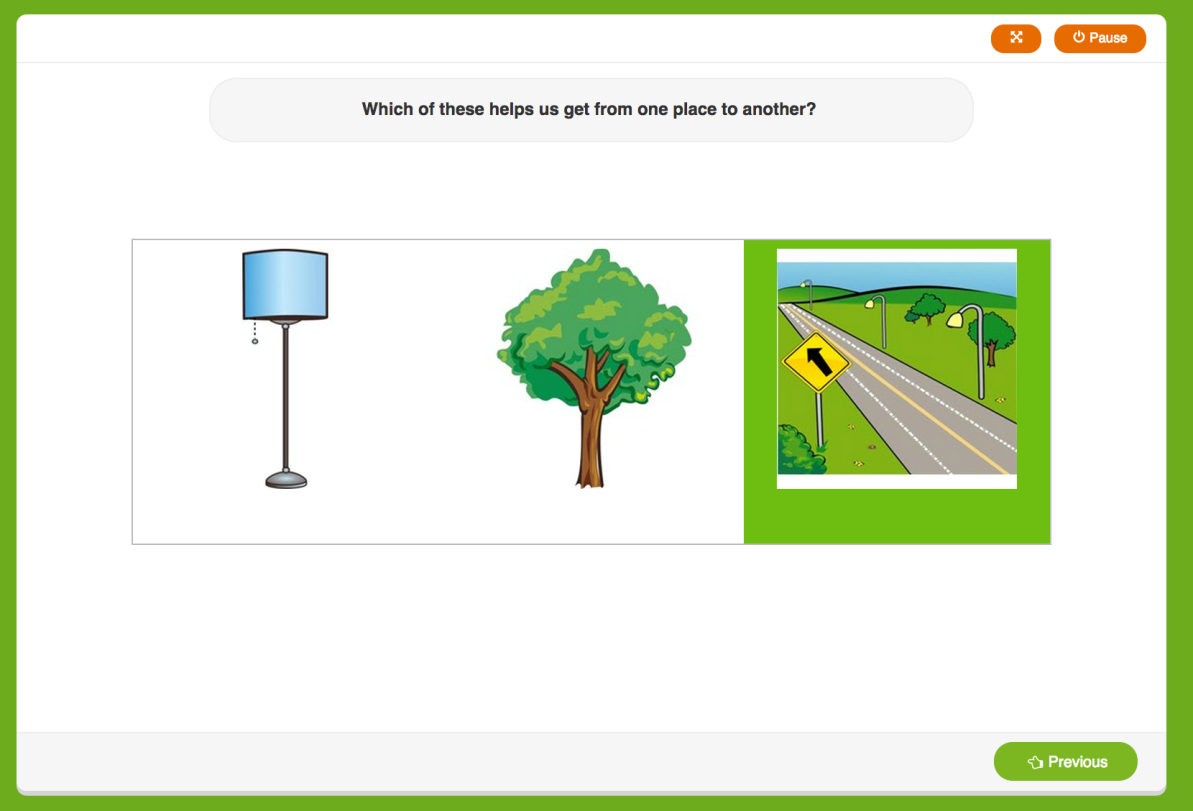 Pause
Which of these helps us get from one place to another?
Previous